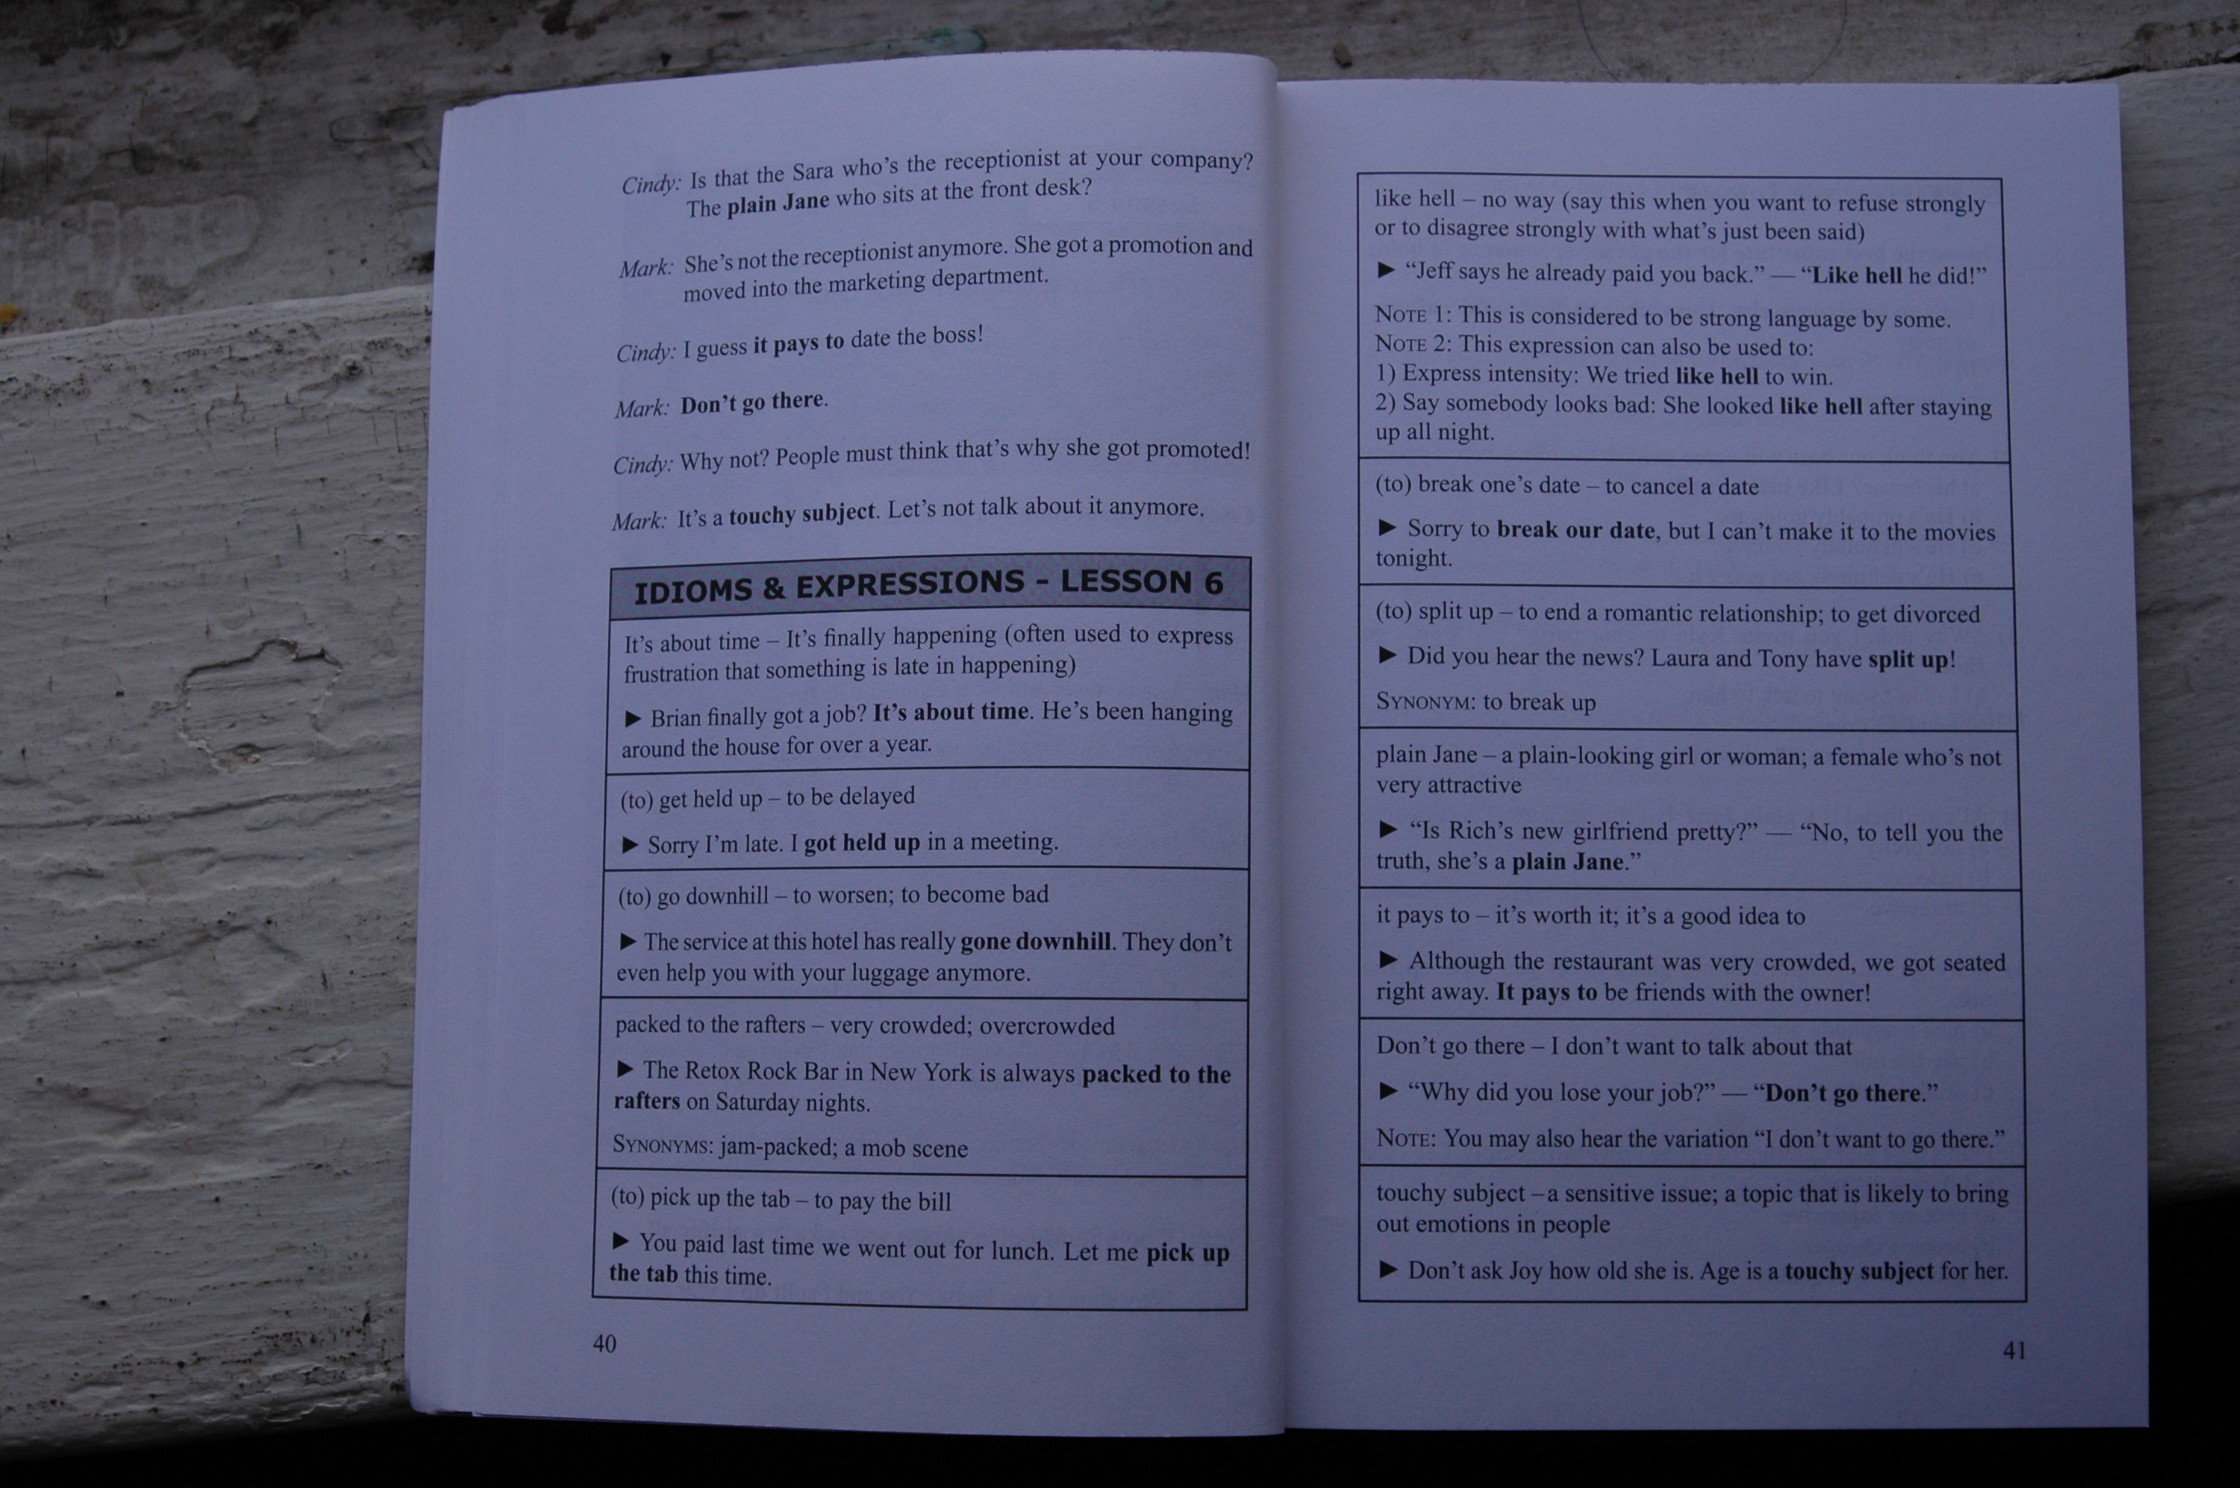 Cindy: Is that the Sara who's the receptionist at your company?
The plain Jane who sits at the front desk?
Mark: She's not the receptionist anymore. She got a promotion and
moved into the marketing department.
Cindy: I guess it pays to date the boss!
Mark: Don't go there.
Cindy: Why not? People must think that's why she got promoted!
Mark: It's a touchy subject. Let's not talk about it anymore.
IDIOMS & EXPRESSIONS - LESSON 6
It's about time – It's finally happening (often used to express
frustration that something is late in happening)
► Brian finally got a job? It's about time. He's been hanging
around the house for over a year.
(to) get held up – to be delayed
► Sorry I'm late. I got held up in a meeting.
(to) go downhill – to worsen; to become bad
► The service at this hotel has really gone downhill. They don't
even help you with your luggage anymore.
packed to the rafters – very crowded; overcrowded
► The Retox Rock Bar in New York is always packed to the
rafters on Saturday nights.
SYNONYMS: jam-packed; a mob scene
(to) pick up the tab – to pay the bill
► You paid last time we went out for lunch. Let me pick up
the tab this time.
40
like hell – no way (say this when you want to refuse strongly
or to disagree strongly with what's just been said)
► “Jeff says he already paid you back.” — “Like hell he did!”
NOTE 1: This is considered to be strong language by some.
NOTE 2: This expression can also be used to:
1) Express intensity: We tried like hell to win.
2) Say somebody looks bad: She looked like hell after staying
up all night.
(to) break one's date – to cancel a date
► Sorry to break our date, but I can't make it to the movies
tonight.
(to) split up – to end a romantic relationship; to get divorced
► Did you hear the news? Laura and Tony have split up!
SYNONYM: to break up
plain Jane – a plain-looking girl or woman; a female who's not
very attractive
► “Is Rich's new girlfriend pretty?” — “No, to tell you the
truth, she's a plain Jane.”
it pays to – it's worth it; it's a good idea to
► Although the restaurant was very crowded, we got seated
right away. It pays to be friends with the owner!
Don't go there – I don't want to talk about that
► “Why did you lose your job?” — “Don't go there.”
NOTE: You may also hear the variation “I don't want to go there.”
touchy subject – a sensitive issue; a topic that is likely to bring
out emotions in people
► Don't ask Joy how old she is. Age is a touchy subject for her.
41